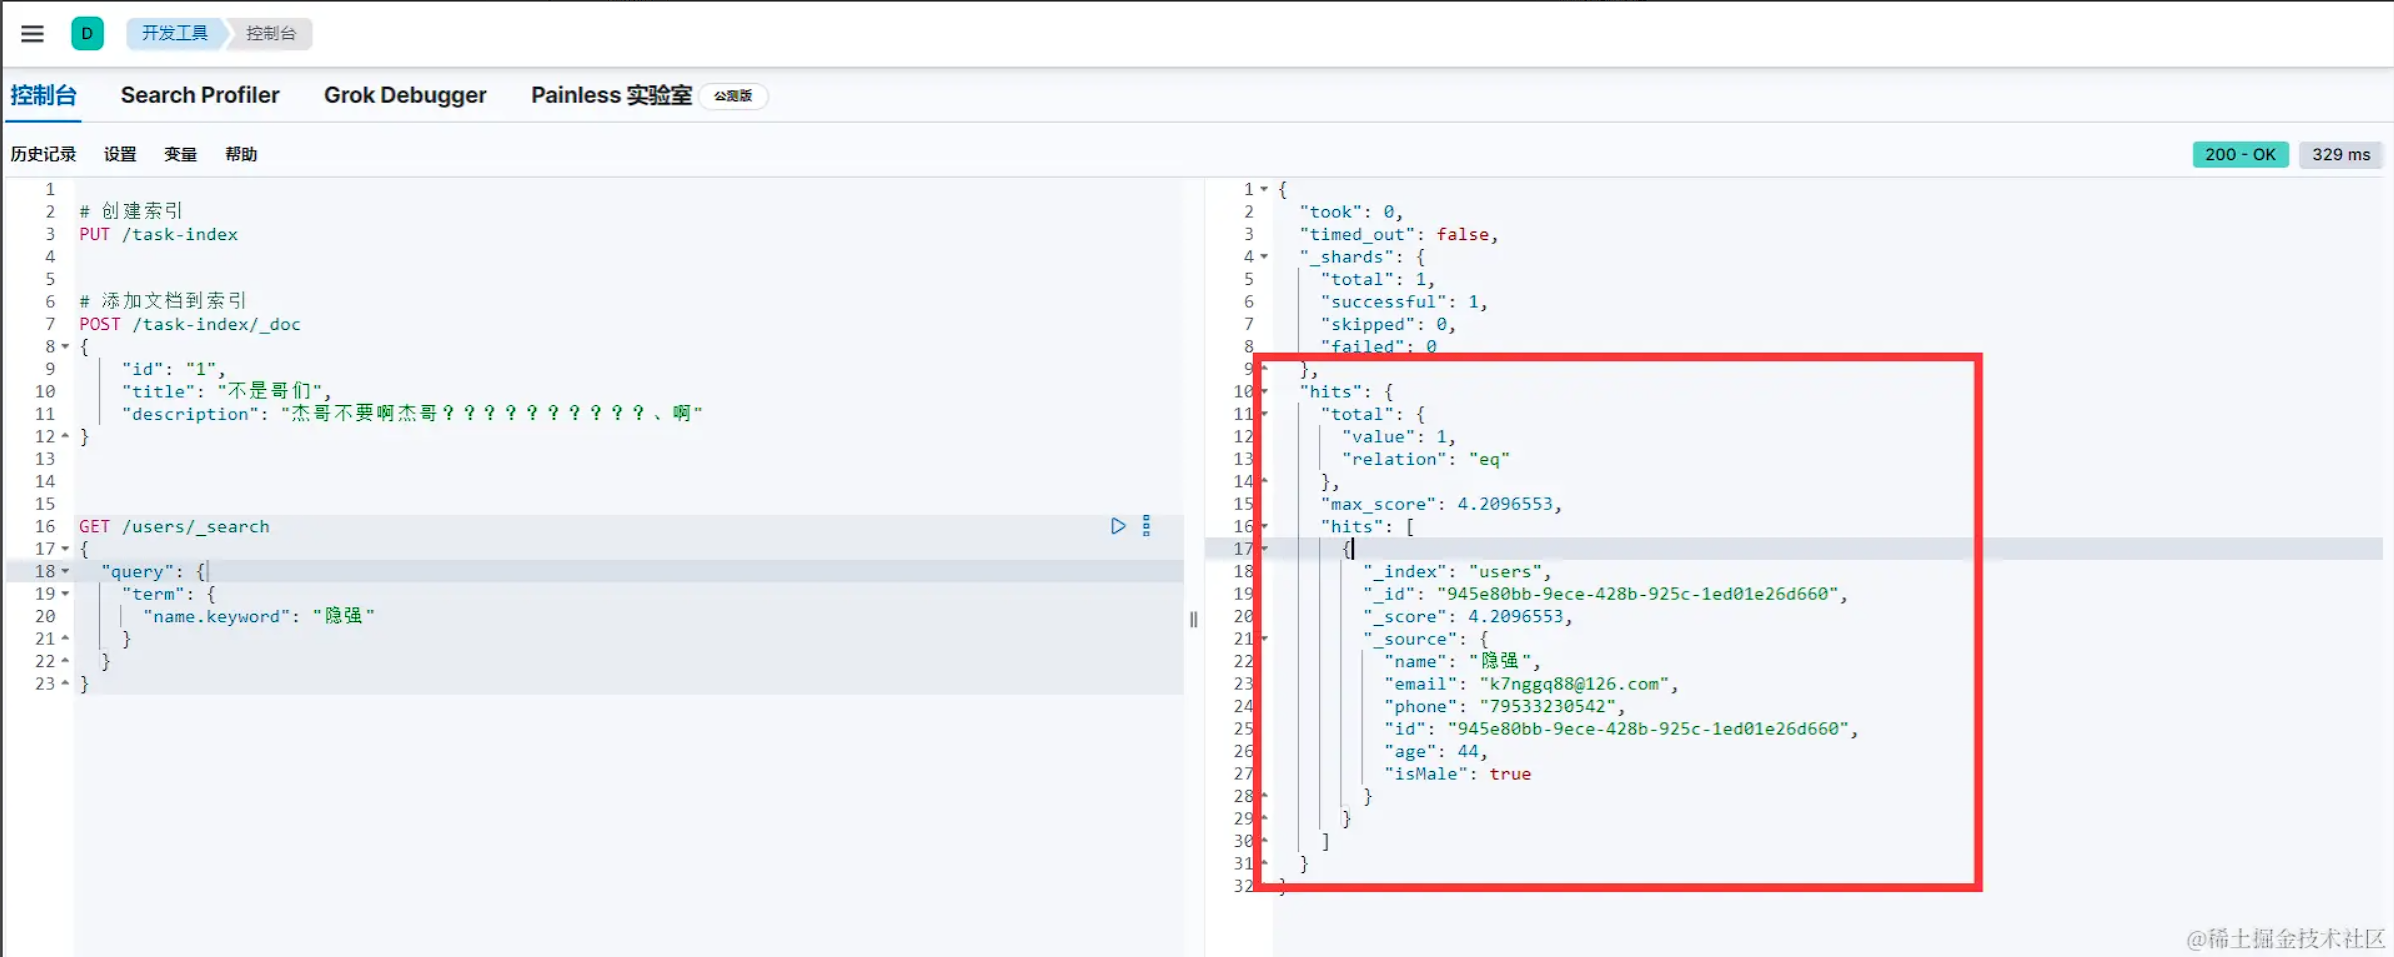 D 开发工具 控制台
控制台 Search Profiler Grok Debugger Painless 实验室 公测版
历史记录 设置 变量 帮助 200 - OK 329 ms
1
2 # 创建索引
3 PUT /task-index
4
5
6 # 添加文档到索引
7 POST /task-index/_doc
8 {
9 "id": "1",
10 "title": "不是哥们",
11 "description": "杰哥不要啊杰哥？？？？？？？？？？、啊"
12 }
13
14
15
16 GET /users/_search
17 {
18 "query": {
19 "term": {
20 "name.keyword": "隐强"
21 }
22 }
23 }
1 {
2 "took": 0,
3 "timed_out": false,
4 "_shards": {
5 "total": 1,
6 "successful": 1,
7 "skipped": 0,
8 "failed": 0
9 },
10 "hits": {
11 "total": {
12 "value": 1,
13 "relation": "eq"
14 },
15 "max_score": 4.2096553,
16 "hits": [
17 {
18 "_index": "users",
19 "_id": "945e80bb-9ece-428b-925c-1ed01e26d660",
20 "_score": 4.2096553,
21 "_source": {
22 "name": "隐强",
23 "email": "k7nggq88@126.com",
24 "phone": "79533230542",
25 "id": "945e80bb-9ece-428b-925c-1ed01e26d660",
26 "age": 44,
27 "isMale": true
28 }
29 }
30 ]
31 }
32 }
@稀土掘金技术社区